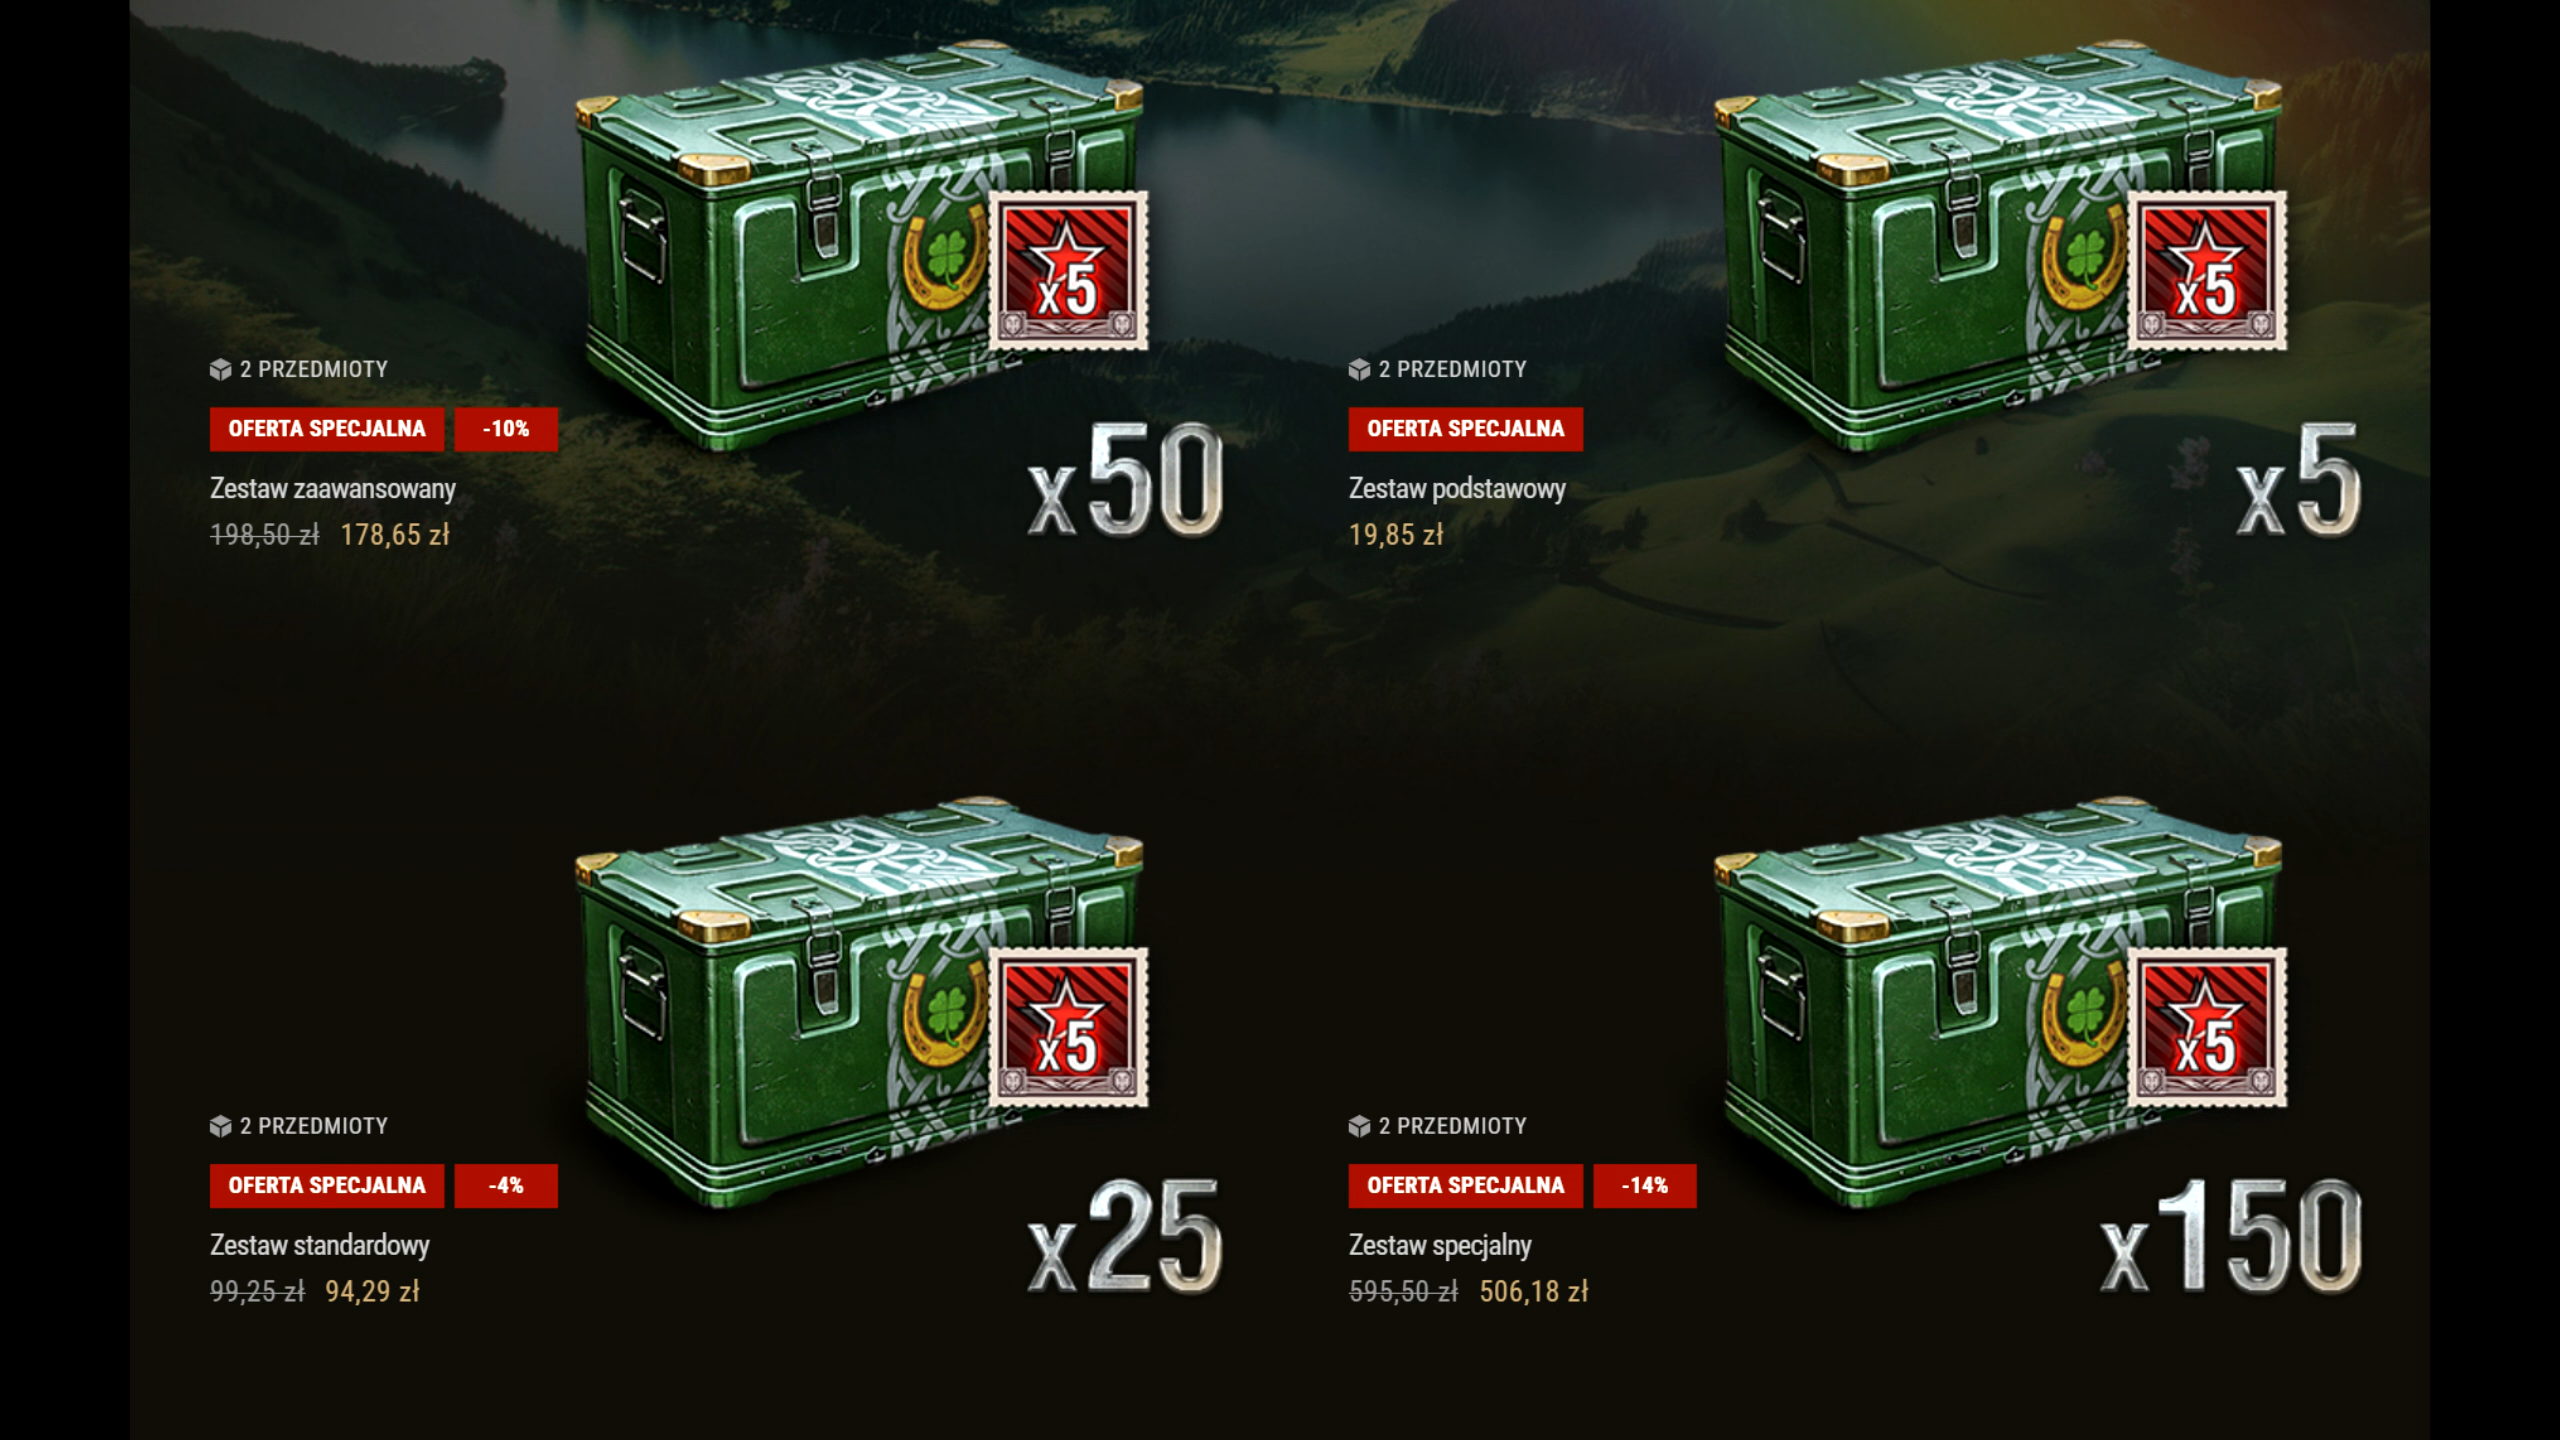 x5
2 PRZEDMIOTY
OFERTA SPECJALNA -10%
Zestaw zaawansowany
198,50 zł 178,65 zł
x50
x5
2 PRZEDMIOTY
OFERTA SPECJALNA
Zestaw podstawowy
19,85 zł
x5
x5
2 PRZEDMIOTY
OFERTA SPECJALNA -4%
Zestaw standardowy
99,25 zł 94,29 zł
x25
x5
2 PRZEDMIOTY
OFERTA SPECJALNA -14%
Zestaw specjalny
595,50 zł 506,18 zł
x150